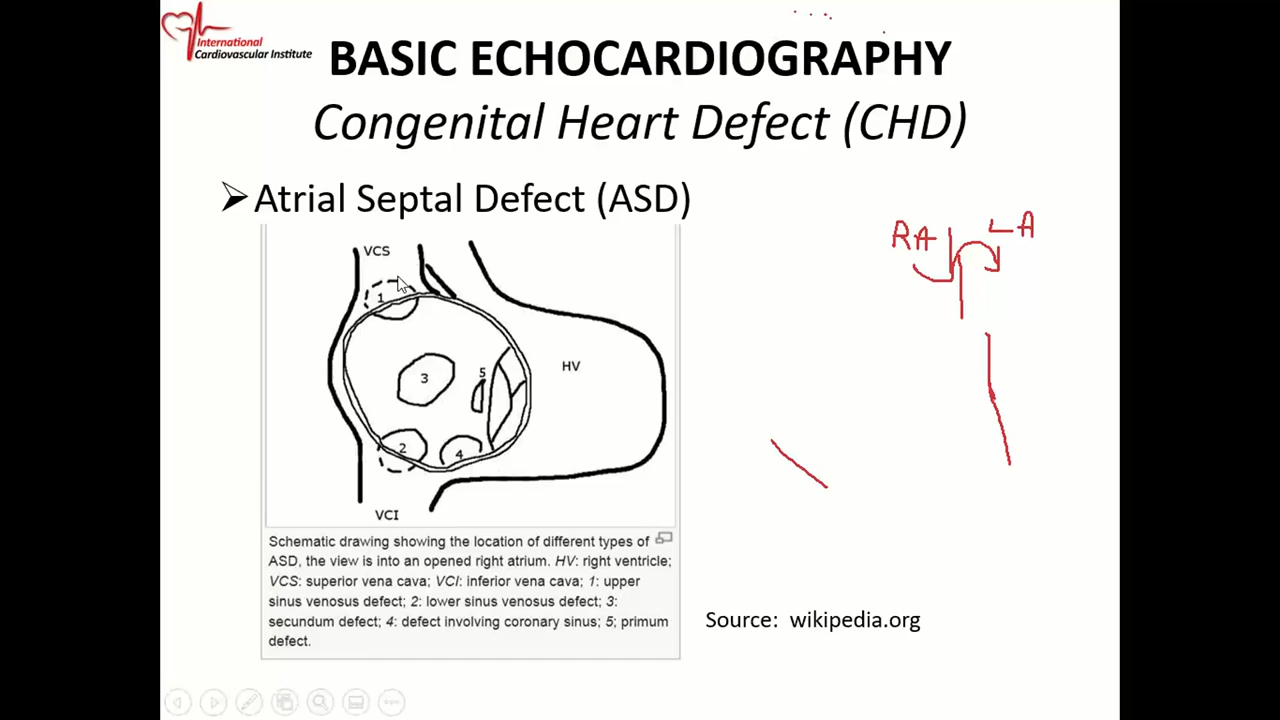 International
Cardiovascular Institute
BASIC ECHOCARDIOGRAPHY
Congenital Heart Defect (CHD)
Atrial Septal Defect (ASD)
RA
LA
VCS
1
3
5
HV
2
4
VCI
Schematic drawing showing the location of different types of
ASD, the view is into an opened right atrium. HV: right ventricle;
VCS: superior vena cava; VCI: inferior vena cava; 1: upper
sinus venosus defect; 2: lower sinus venosus defect; 3:
secundum defect; 4: defect involving coronary sinus; 5; primum
defect.
Source: wikipedia.org